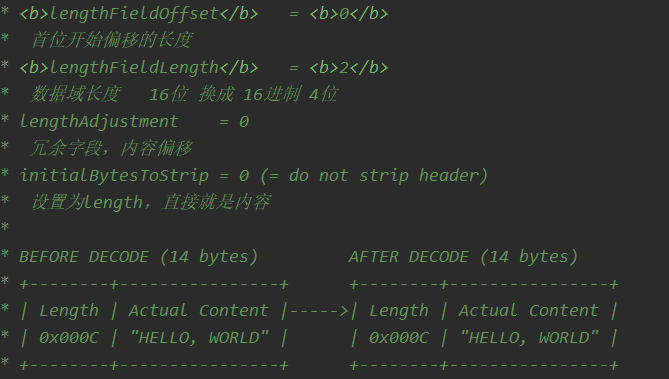 * <b>lengthFieldOffset</b>   = <b>0</b>
*  首位开始偏移的长度
* <b>lengthFieldLength</b>   = <b>2</b>
*  数据域长度   16位 换成 16进制 4位
* lengthAdjustment    = 0
*  冗余字段，内容偏移
* initialBytesToStrip = 0 (= do not strip header)
*  设置为length，直接就是内容
*
* BEFORE DECODE (14 bytes)         AFTER DECODE (14 bytes)
* +--------+----------------+      +--------+----------------+
* | Length | Actual Content |----->| Length | Actual Content |
* | 0x000C | "HELLO, WORLD" |      | 0x000C | "HELLO, WORLD" |
* +--------+----------------+      +--------+----------------+